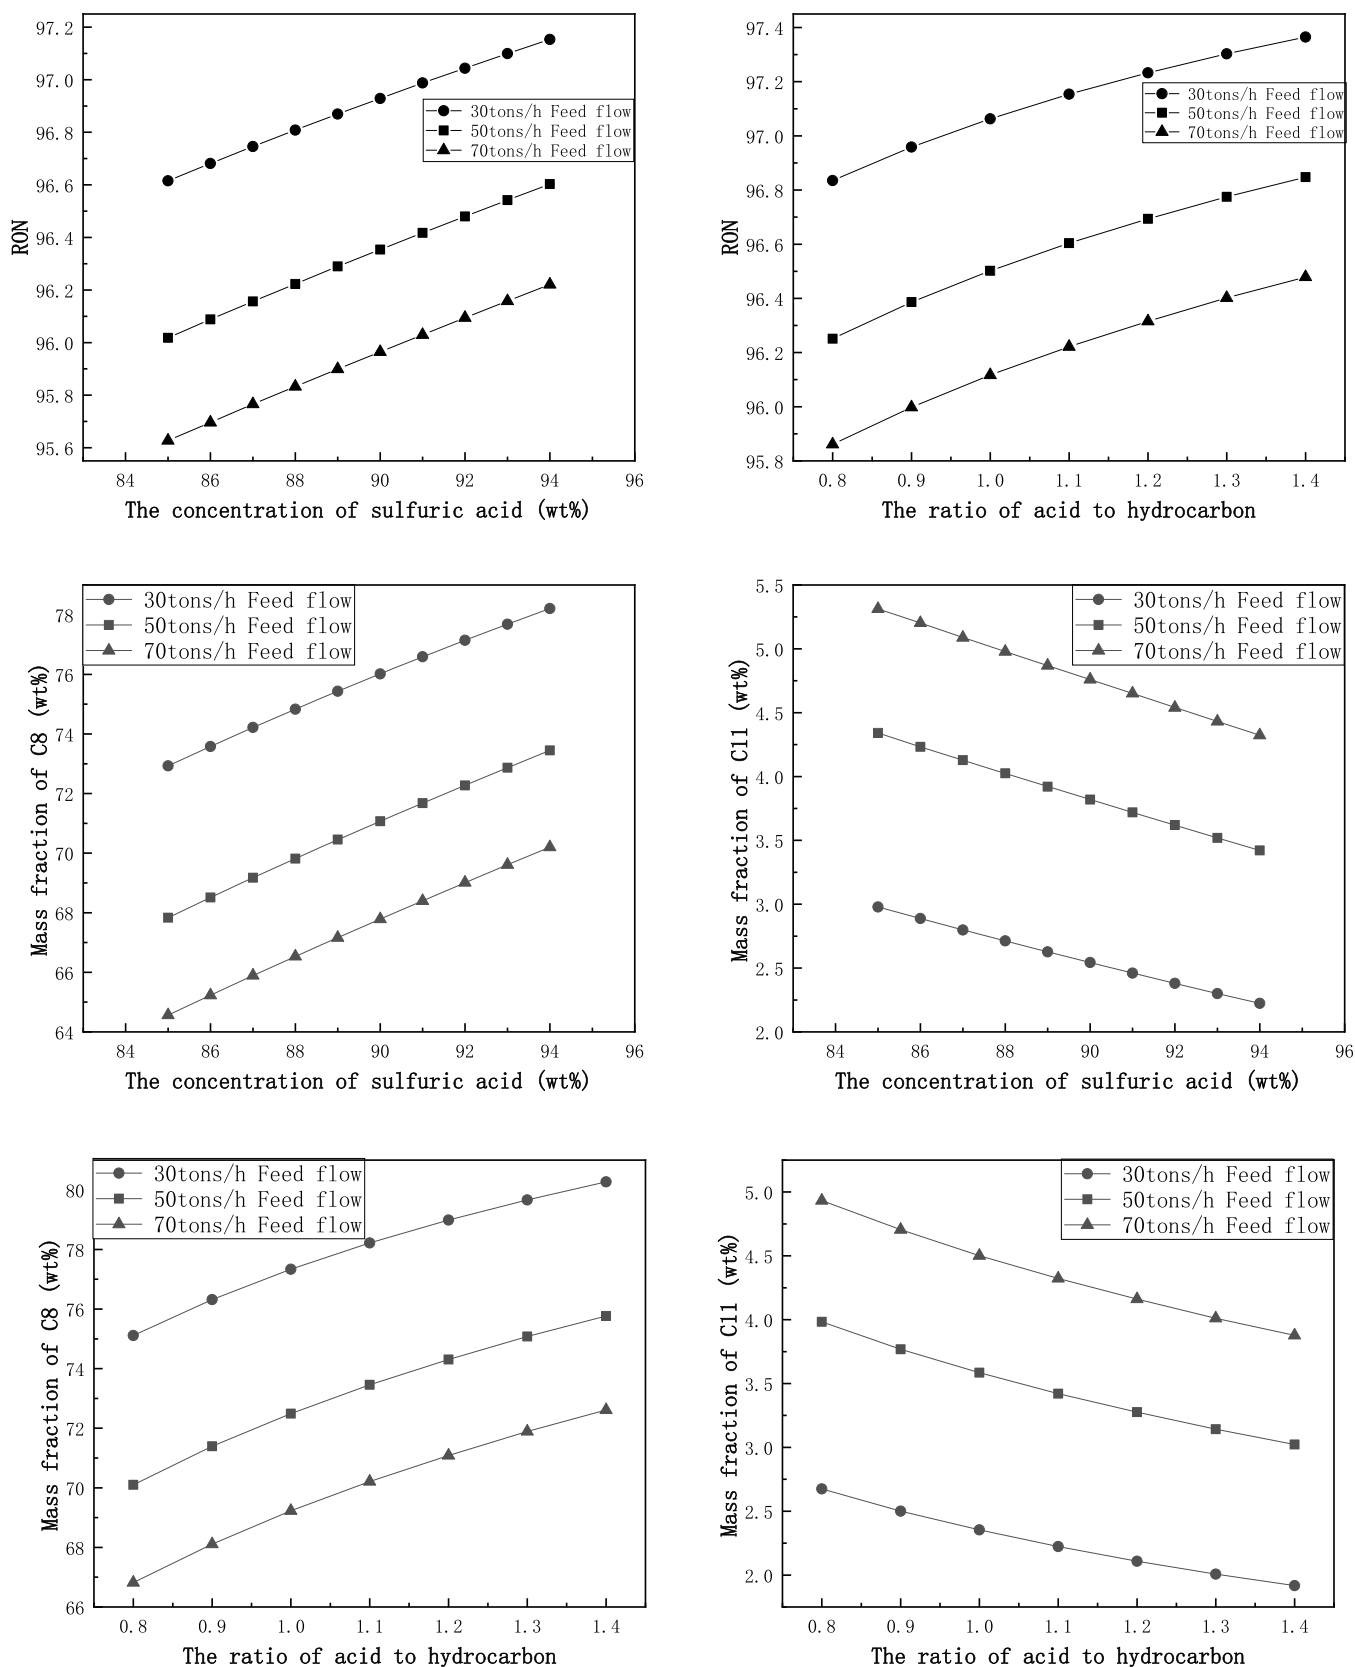 97.2
97.0
96.8
96.6
96.4
96.2
96.0
95.8
95.6
RON
30tons/h Feed flow
50tons/h Feed flow
70tons/h Feed flow
84 86 88 90 92 94 96
The concentration of sulfuric acid (wt%)
97.4
97.2
97.0
96.8
96.6
96.4
96.2
96.0
95.8
RON
30tons/h Feed flow
50tons/h Feed flow
70tons/h Feed flow
0.8 0.9 1.0 1.1 1.2 1.3 1.4
The ratio of acid to hydrocarbon
78
76
74
72
70
68
66
64
Mass fraction of C8 (wt%)
30tons/h Feed flow
50tons/h Feed flow
70tons/h Feed flow
84 86 88 90 92 94 96
The concentration of sulfuric acid (wt%)
5.5
5.0
4.5
4.0
3.5
3.0
2.5
2.0
Mass fraction of C11 (wt%)
30tons/h Feed flow
50tons/h Feed flow
70tons/h Feed flow
84 86 88 90 92 94 96
The concentration of sulfuric acid (wt%)
80
78
76
74
72
70
68
66
Mass fraction of C8 (wt%)
30tons/h Feed flow
50tons/h Feed flow
70tons/h Feed flow
0.8 0.9 1.0 1.1 1.2 1.3 1.4
The ratio of acid to hydrocarbon
5.0
4.5
4.0
3.5
3.0
2.5
2.0
Mass fraction of C11 (wt%)
30tons/h Feed flow
50tons/h Feed flow
70tons/h Feed flow
0.8 0.9 1.0 1.1 1.2 1.3 1.4
The ratio of acid to hydrocarbon